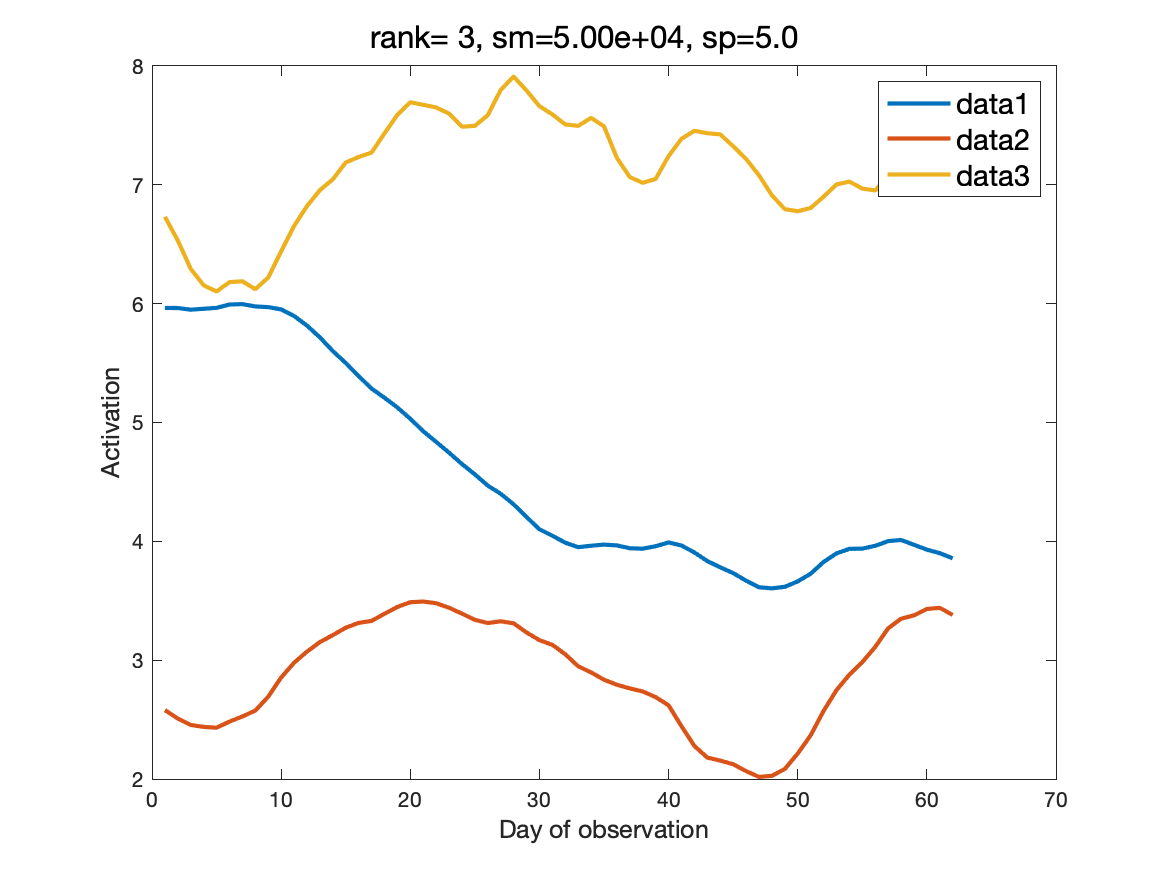 rank= 3, sm=5.00e+04, sp=5.0
data1
data2
data3
8
7
6
5
4
3
2
Activation
0 10 20 30 40 50 60 70
Day of observation